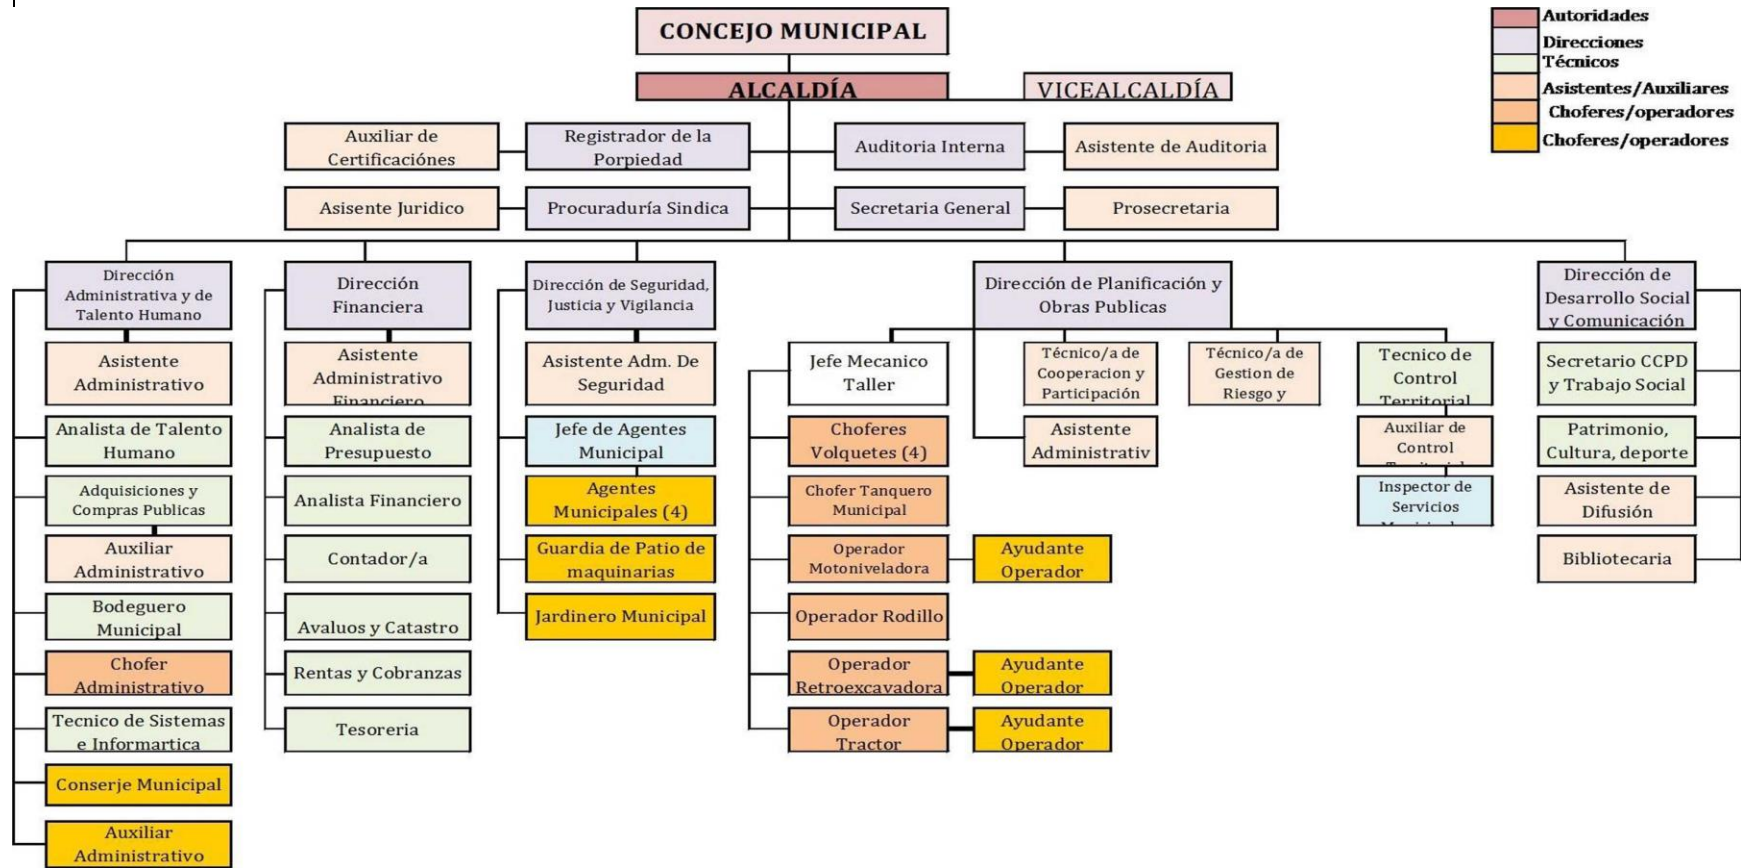 CONCEJO MUNICIPAL
ALCALDÍA
VICEALCALDÍA
Autoridades
Direcciones
Técnicos
Asistentes/Auxiliares
Choferes/operadores
Choferes/operadores
Auxiliar de
Certificaciónes
Registrador de la
Porpiedad
Auditoria Interna
Asistente de Auditoria
Asisente Juridico
Procuraduría Sindica
Secretaria General
Prosecretaria
Dirección
Administrativa y de
Talento Humano
Asistente
Administrativo
Analista de Talento
Humano
Adquisiciones y
Compras Publicas
Auxiliar
Administrativo
Bodeguero
Municipal
Chofer
Administrativo
Tecnico de Sistemas
e Informartica
Conserje Municipal
Auxiliar
Administrativo
Dirección
Financiera
Asistente
Administrativo
Financiero
Analista de
Presupuesto
Analista Financiero
Contador/a
Avaluos y Catastro
Rentas y Cobranzas
Tesoreria
Dirección de Seguridad,
Justicia y Vigilancia
Asistente Adm. De
Seguridad
Jefe de Agentes
Municipal
Agentes
Municipales (4)
Guardia de Patio de
maquinarias
Jardinero Municipal
Dirección de Planificación y
Obras Publicas
Jefe Mecanico
Taller
Choferes
Volquetes (4)
Chofer Tanquero
Municipal
Operador
Motoniveladora
Ayudante
Operador
Operador Rodillo
Operador
Retroexcavadora
Ayudante
Operador
Operador
Tractor
Ayudante
Operador
Técnico/a de
Cooperacion y
Participación
Asistente
Administrativ
Técnico/a de
Gestion de
Riesgo y
Tecnico de
Control
Territorial
Auxiliar de
Control
Inspector de
Servicios
Dirección de
Desarrollo Social
y Comunicación
Secretario CCPD
y Trabajo Social
Patrimonio,
Cultura, deporte
Asistente de
Difusión
Bibliotecaria